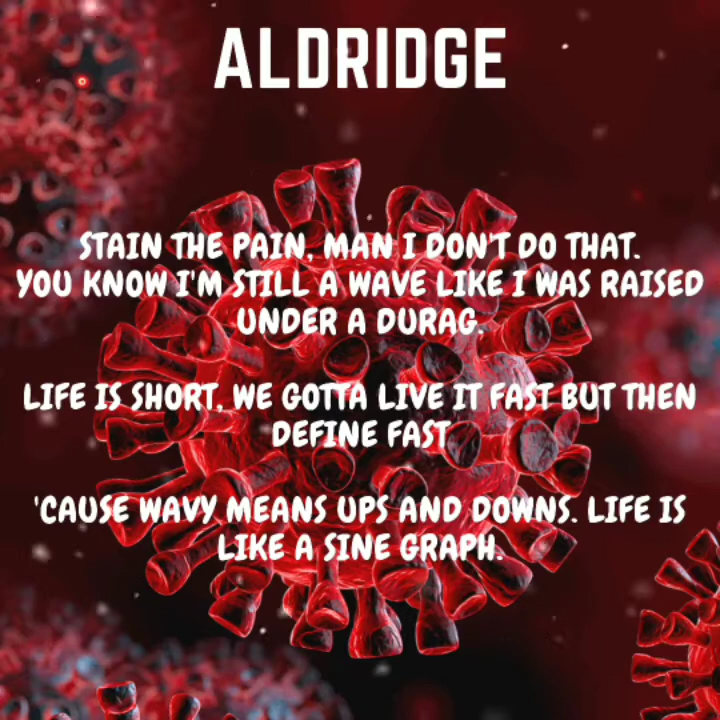 ALDRIDGE
STAIN THE PAIN, MAN I DON'T DO THAT.
YOU KNOW I'M STILL A WAVE LIKE I WAS RAISED
UNDER A DURAG.
LIFE IS SHORT, WE GOTTA LIVE IT FAST BUT THEN
DEFINE FAST
'CAUSE WAVY MEANS UPS AND DOWNS. LIFE IS
LIKE A SINE GRAPH.